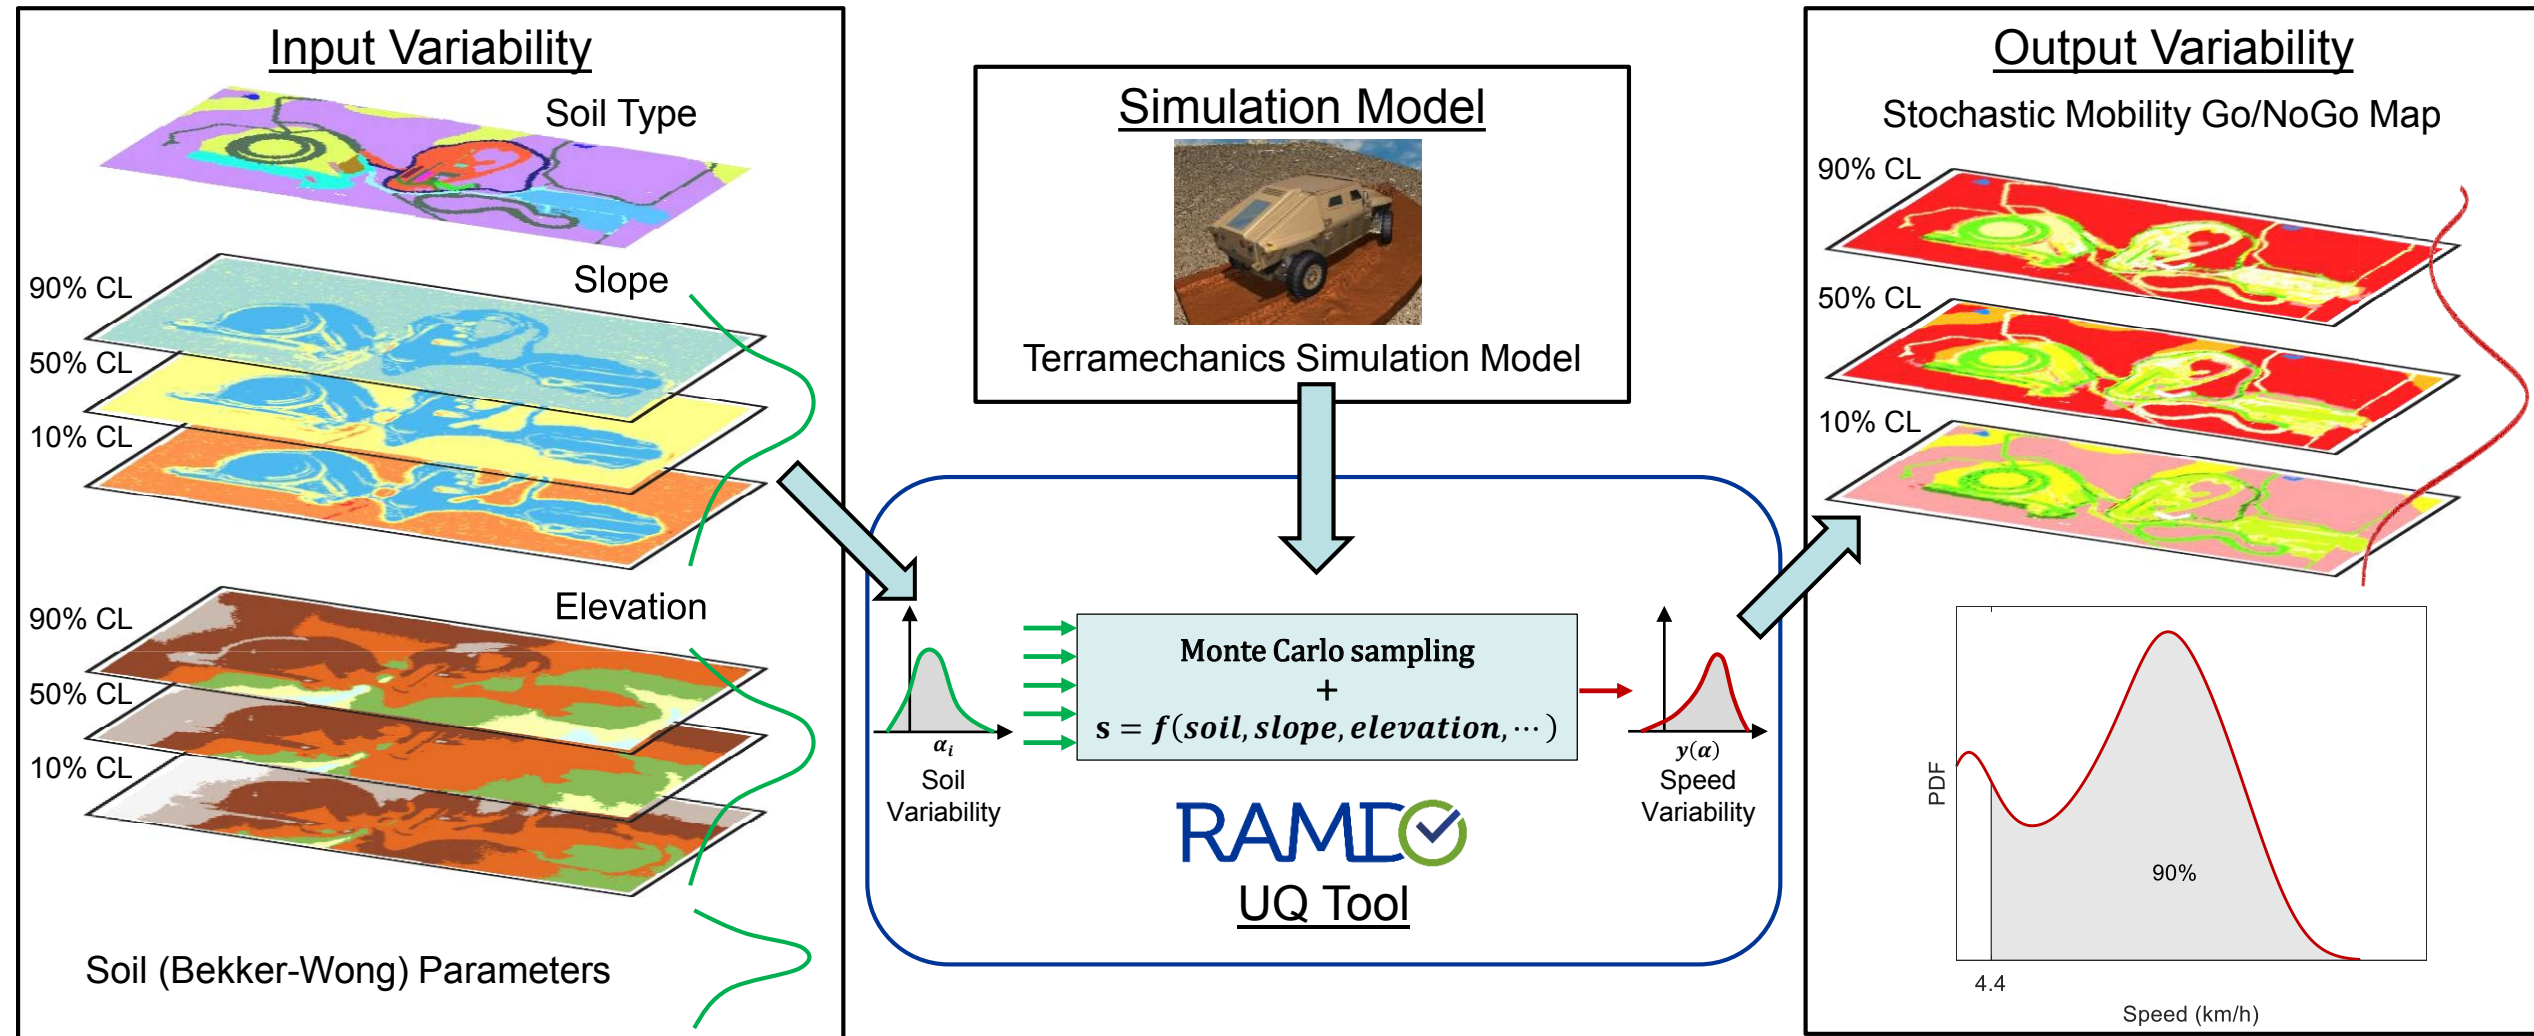 Input Variability
Soil Type
Slope
90% CL
50% CL
10% CL
Elevation
90% CL
50% CL
10% CL
Soil (Bekker-Wong) Parameters
Simulation Model
Terramechanics Simulation Model
αᵢ
Soil
Variability
Monte Carlo sampling
+
s = f(soil, slope, elevation, ⋯ )
y(α)
Speed
Variability
RAMDO
UQ Tool
Output Variability
Stochastic Mobility Go/NoGo Map
90% CL
50% CL
10% CL
PDF
90%
4.4
Speed (km/h)